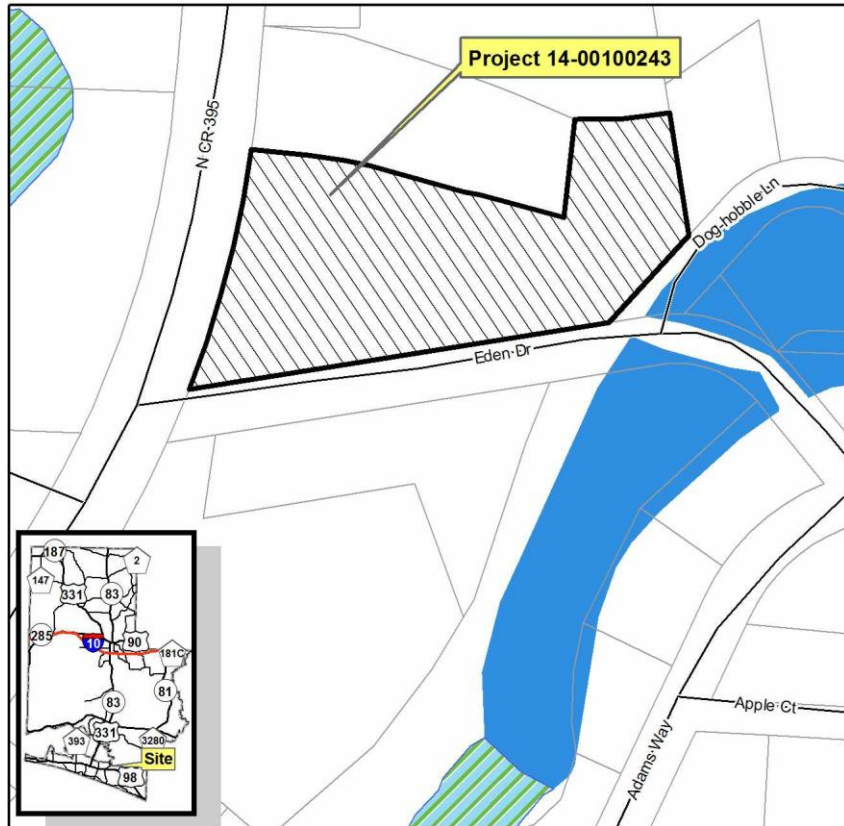 Project 14-00100243
N CR 395
Dog-hobble Ln
Eden Dr
Apple Ct
Adams Way
187
2
147
331
83
285
10
90
181C
81
83
331
393
3280
Site
98